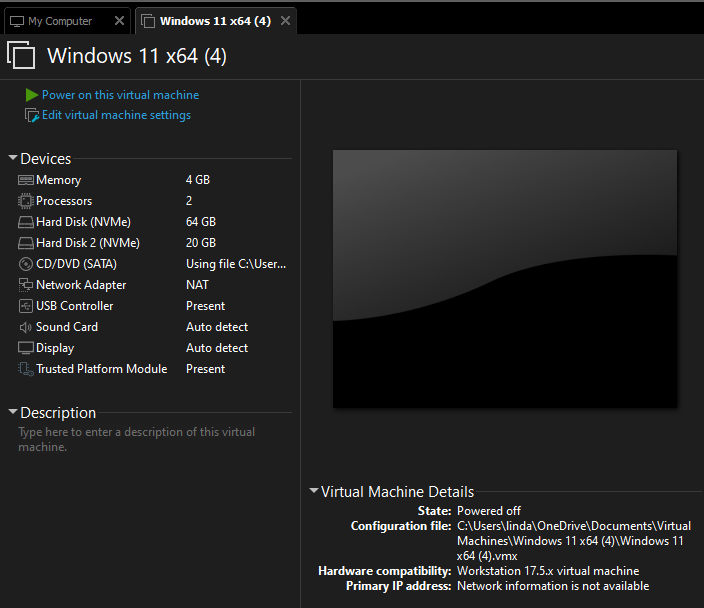 My Computer
Windows 11 x64 (4)
Windows 11 x64 (4)
Power on this virtual machine
Edit virtual machine settings
Devices
Memory 4 GB
Processors 2
Hard Disk (NVMe) 64 GB
Hard Disk 2 (NVMe) 20 GB
CD/DVD (SATA) Using file C:\User...
Network Adapter NAT
USB Controller Present
Sound Card Auto detect
Display Auto detect
Trusted Platform Module Present
Description
Type here to enter a description of this virtual
machine.
Virtual Machine Details
State: Powered off
Configuration file: C:\Users\linda\OneDrive\Documents\Virtual
Machines\Windows 11 x64 (4)\Windows 11
x64 (4).vmx
Hardware compatibility: Workstation 17.5.x virtual machine
Primary IP address: Network information is not available